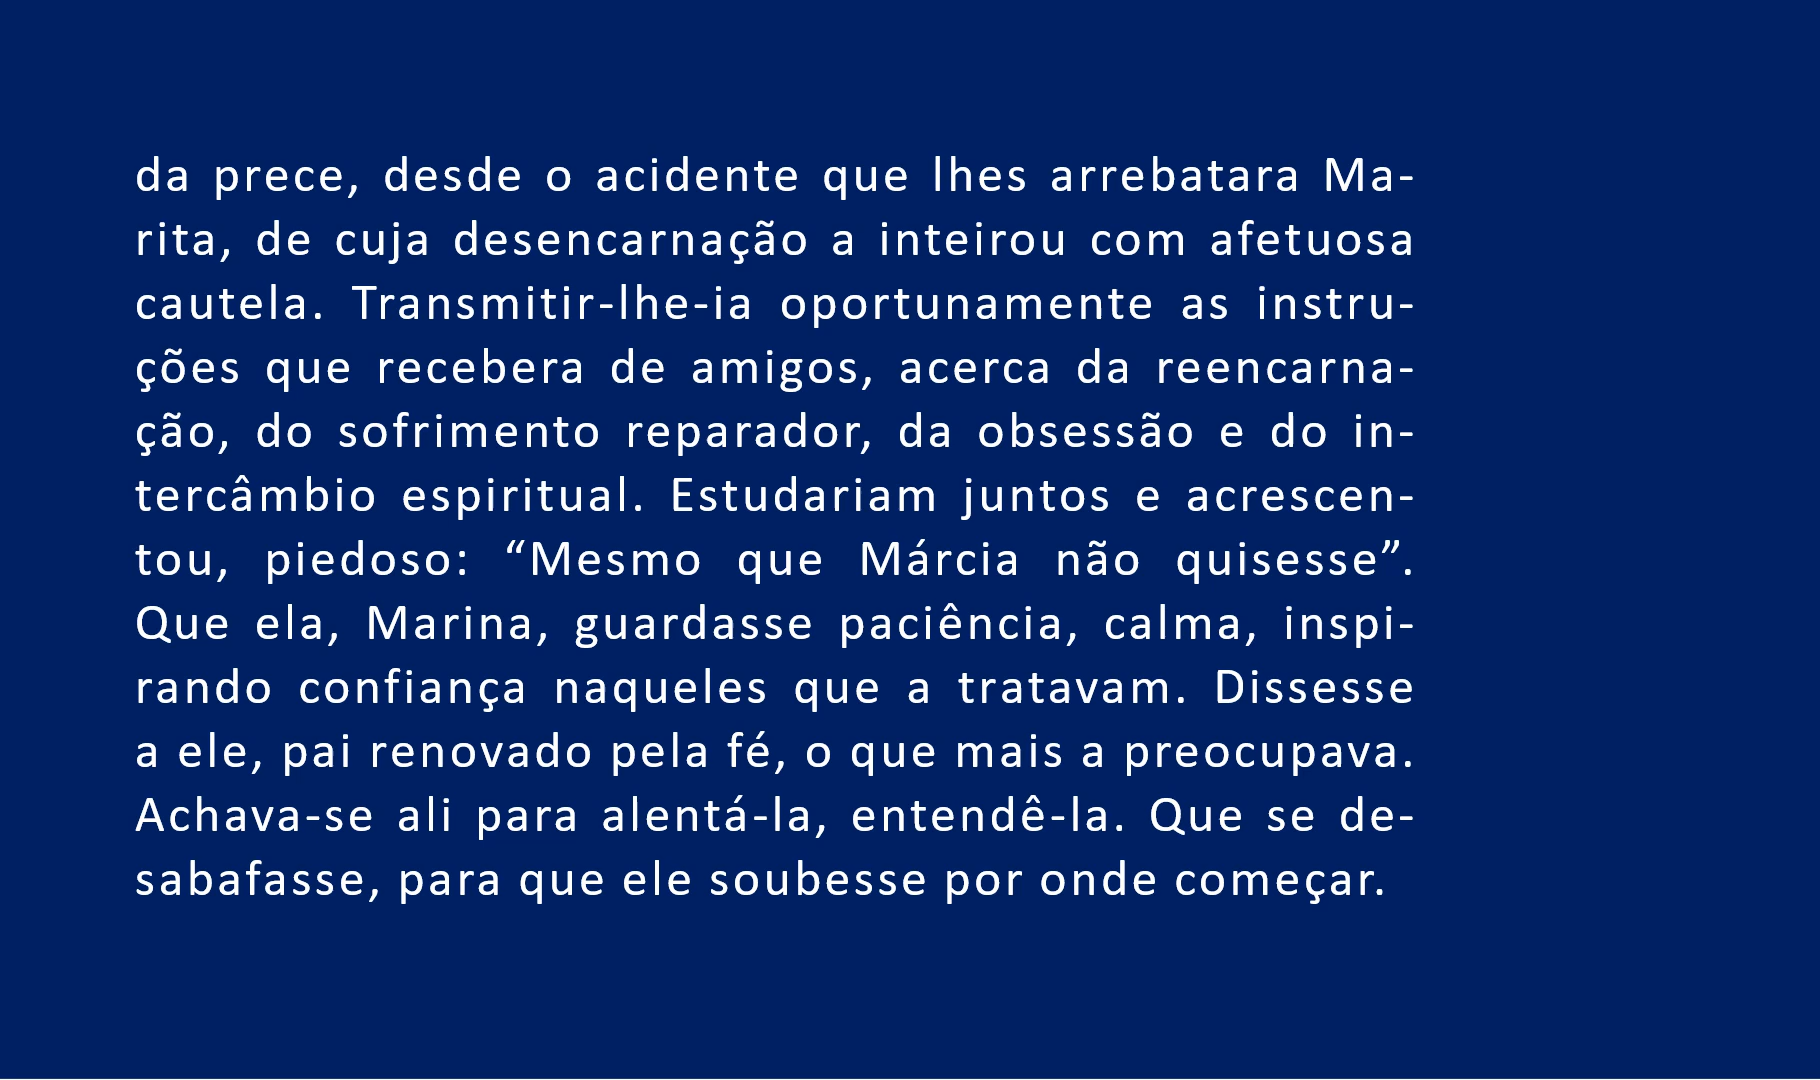 da prece, desde o acidente que lhes arrebatara Ma-
rita, de cuja desencarnação a inteirou com afetuosa
cautela. Transmitir-lhe-ia oportunamente as instru-
ções que recebera de amigos, acerca da reencarna-
ção, do sofrimento reparador, da obsessão e do in-
tercâmbio espiritual. Estudariam juntos e acrescen-
tou, piedoso: “Mesmo que Márcia não quisesse”.
Que ela, Marina, guardasse paciência, calma, inspi-
rando confiança naqueles que a tratavam. Dissesse
a ele, pai renovado pela fé, o que mais a preocupava.
Achava-se ali para alentá-la, entendê-la. Que se de-
sabafasse, para que ele soubesse por onde começar.